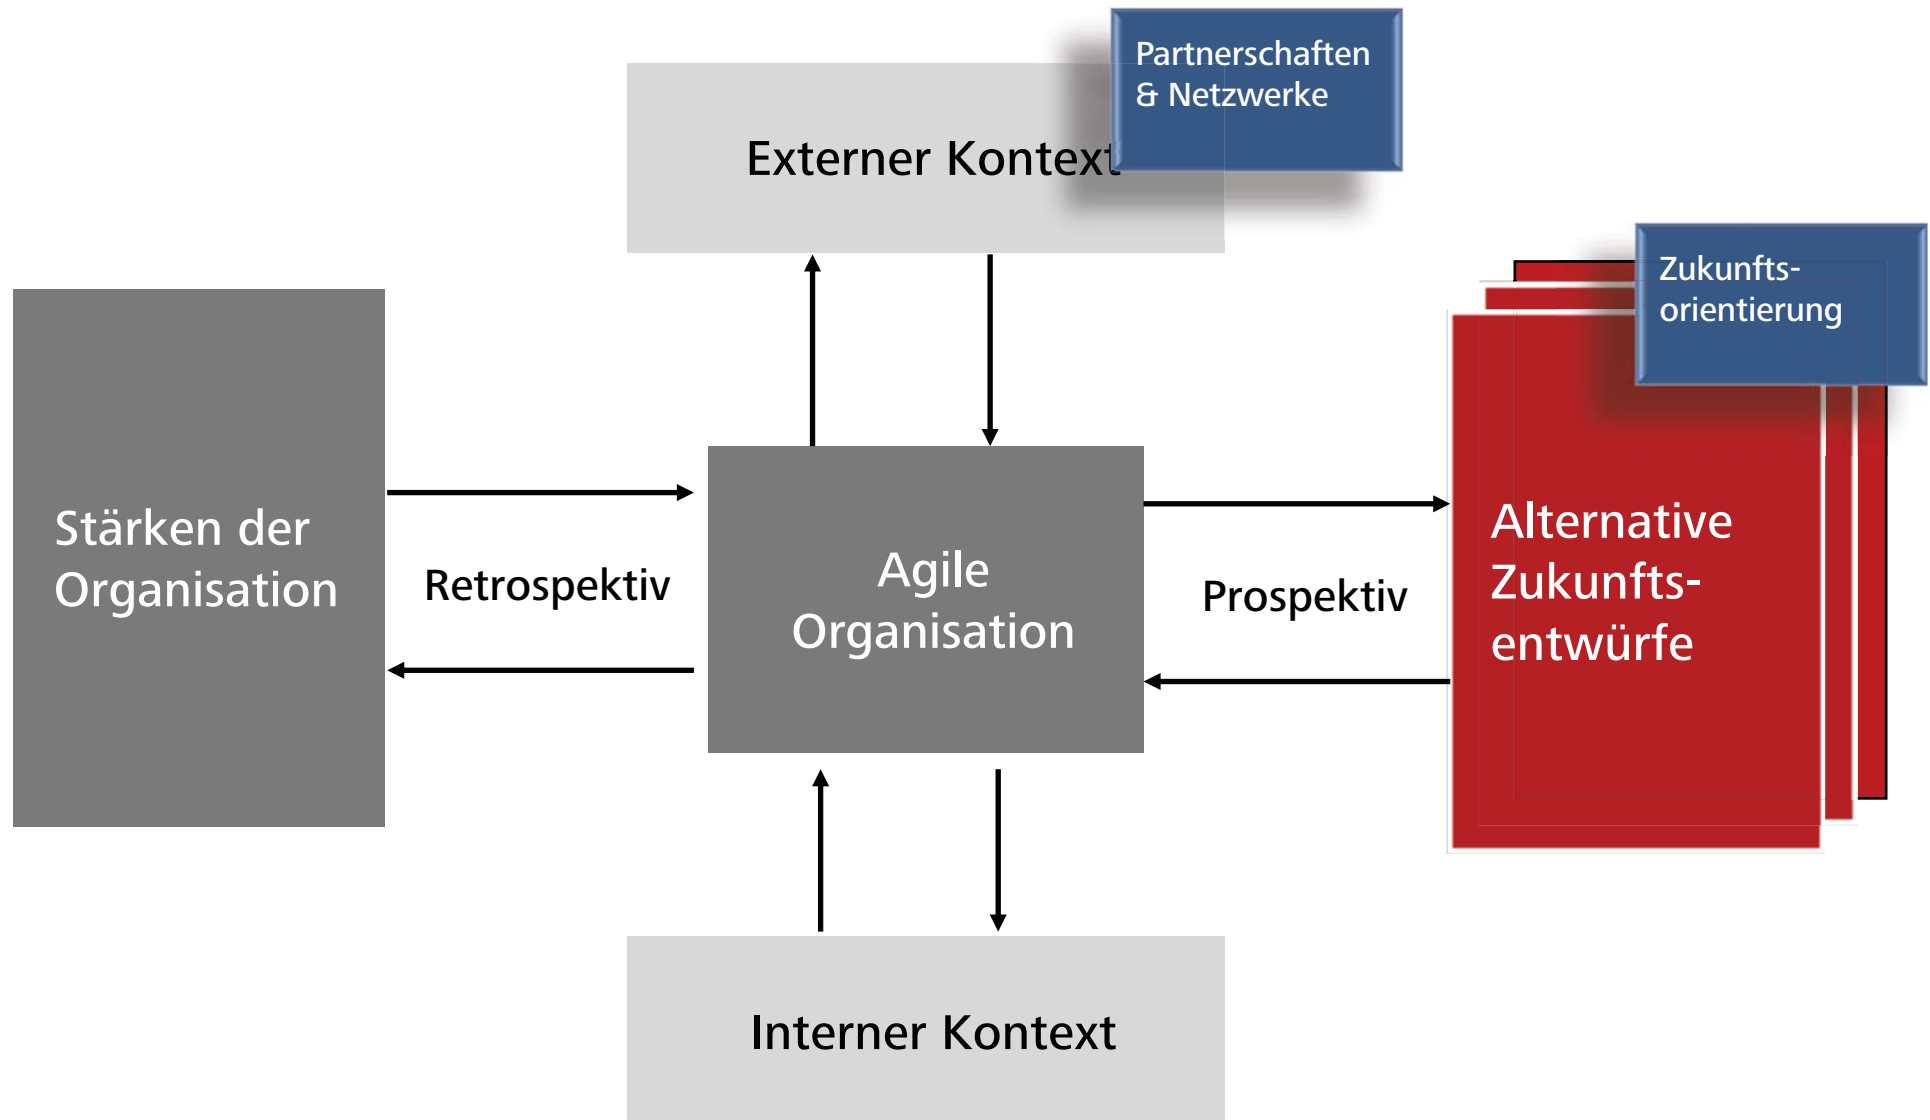 Partnerschaften
& Netzwerke
Externer Kontext
Zukunfts-
orientierung
Stärken der
Organisation
Retrospektiv
Agile
Organisation
Prospektiv
Alternative
Zukunfts-
entwürfe
Interner Kontext